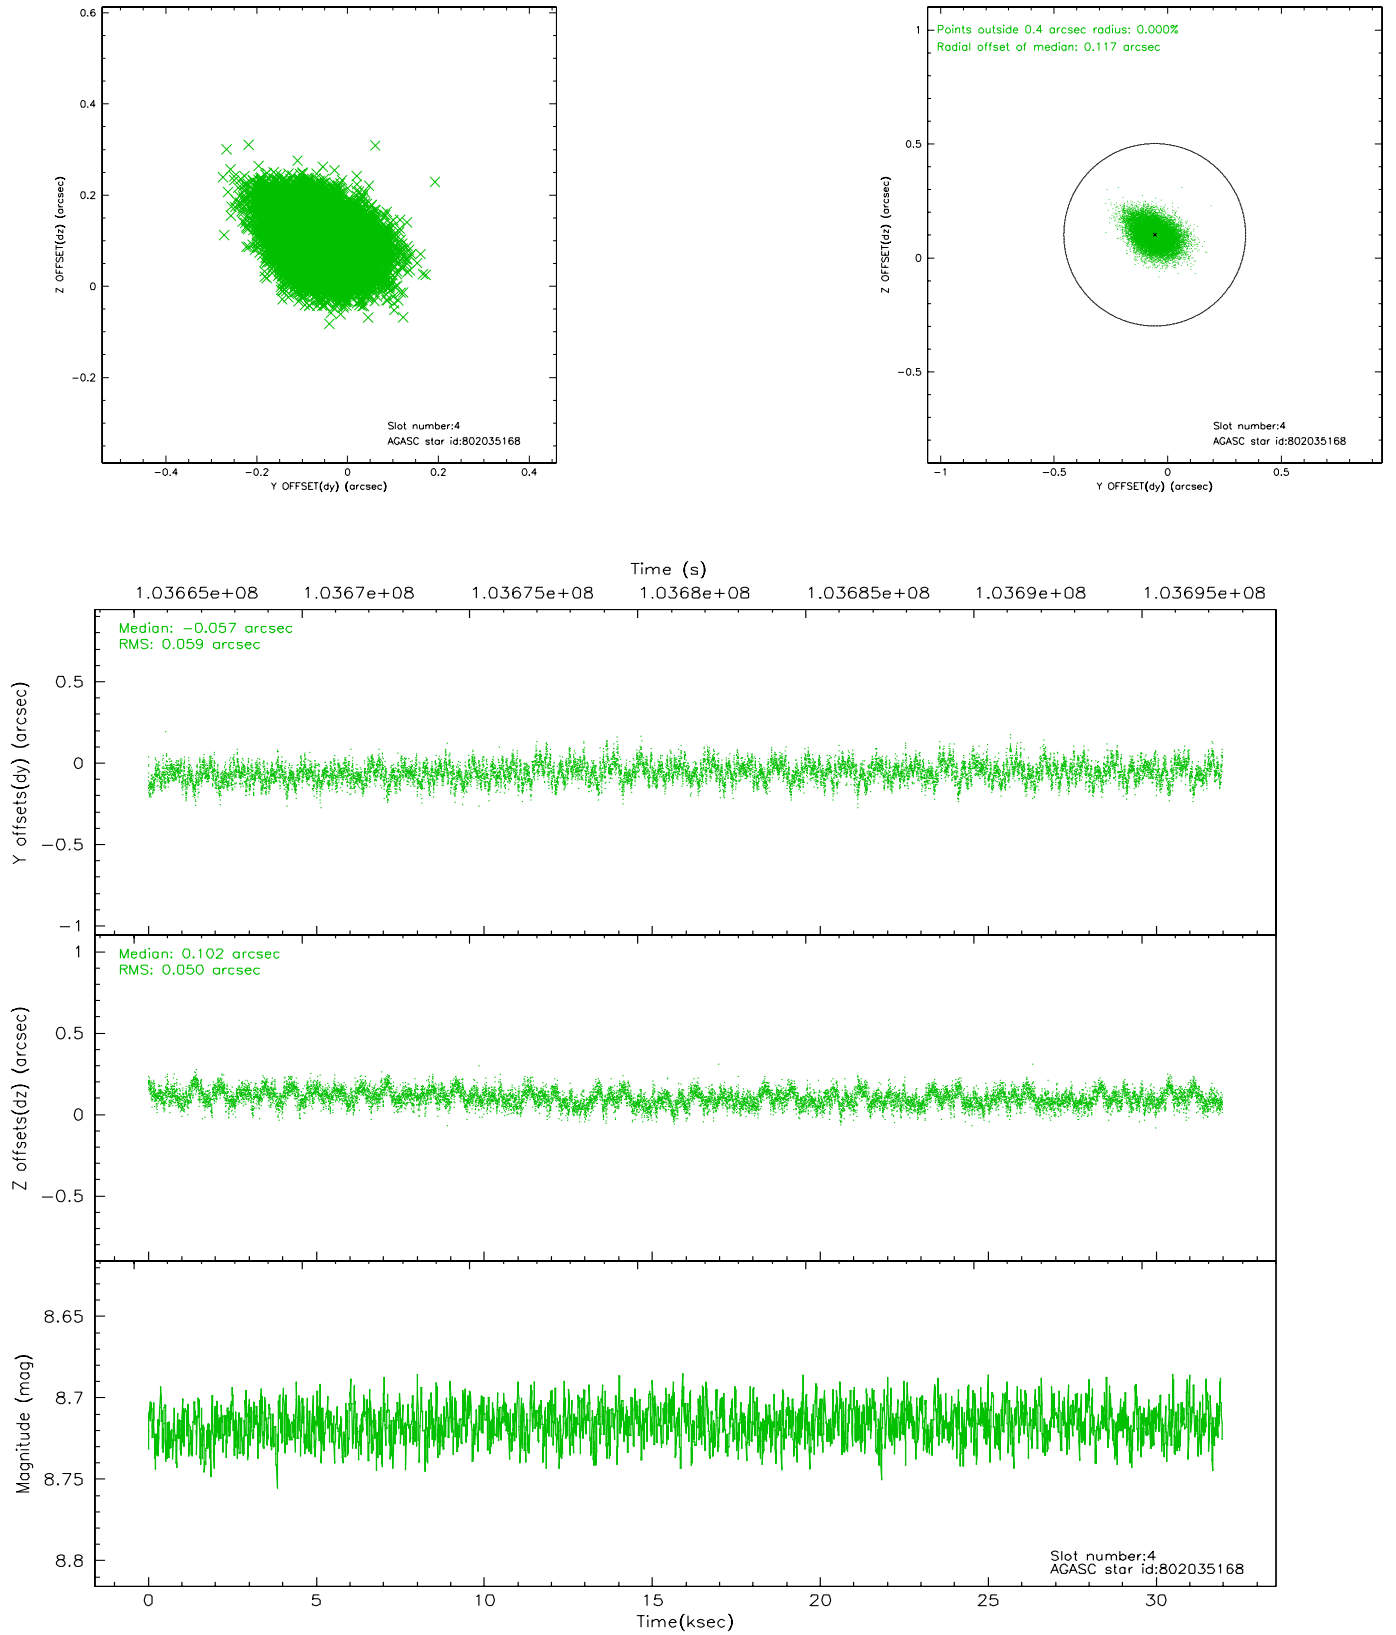 0.6
0.4
0.2
0
−0.2
−0.4
−0.2
0
0.2
0.4
Z OFFSET(dz) (arcsec)
Y OFFSET(dy) (arcsec)
Slot number:4
AGASC star id:802035168
Points outside 0.4 arcsec radius: 0.000%
Radial offset of median: 0.117 arcsec
1
0.5
0
−0.5
−1
−0.5
0
0.5
Z OFFSET(dz) (arcsec)
Y OFFSET(dy) (arcsec)
Slot number:4
AGASC star id:802035168
Time (s)
1.03665e+08 1.0367e+08 1.03675e+08 1.0368e+08 1.03685e+08 1.0369e+08 1.03695e+08
Median: −0.057 arcsec
RMS: 0.059 arcsec
0.5
0
−0.5
−1
Y offsets(dy) (arcsec)
Median: 0.102 arcsec
RMS: 0.050 arcsec
1
0.5
0
−0.5
Z offsets(dz) (arcsec)
8.65
8.7
8.75
8.8
Magnitude (mag)
Slot number:4
AGASC star id:802035168
0 5 10 15 20 25 30
Time(ksec)